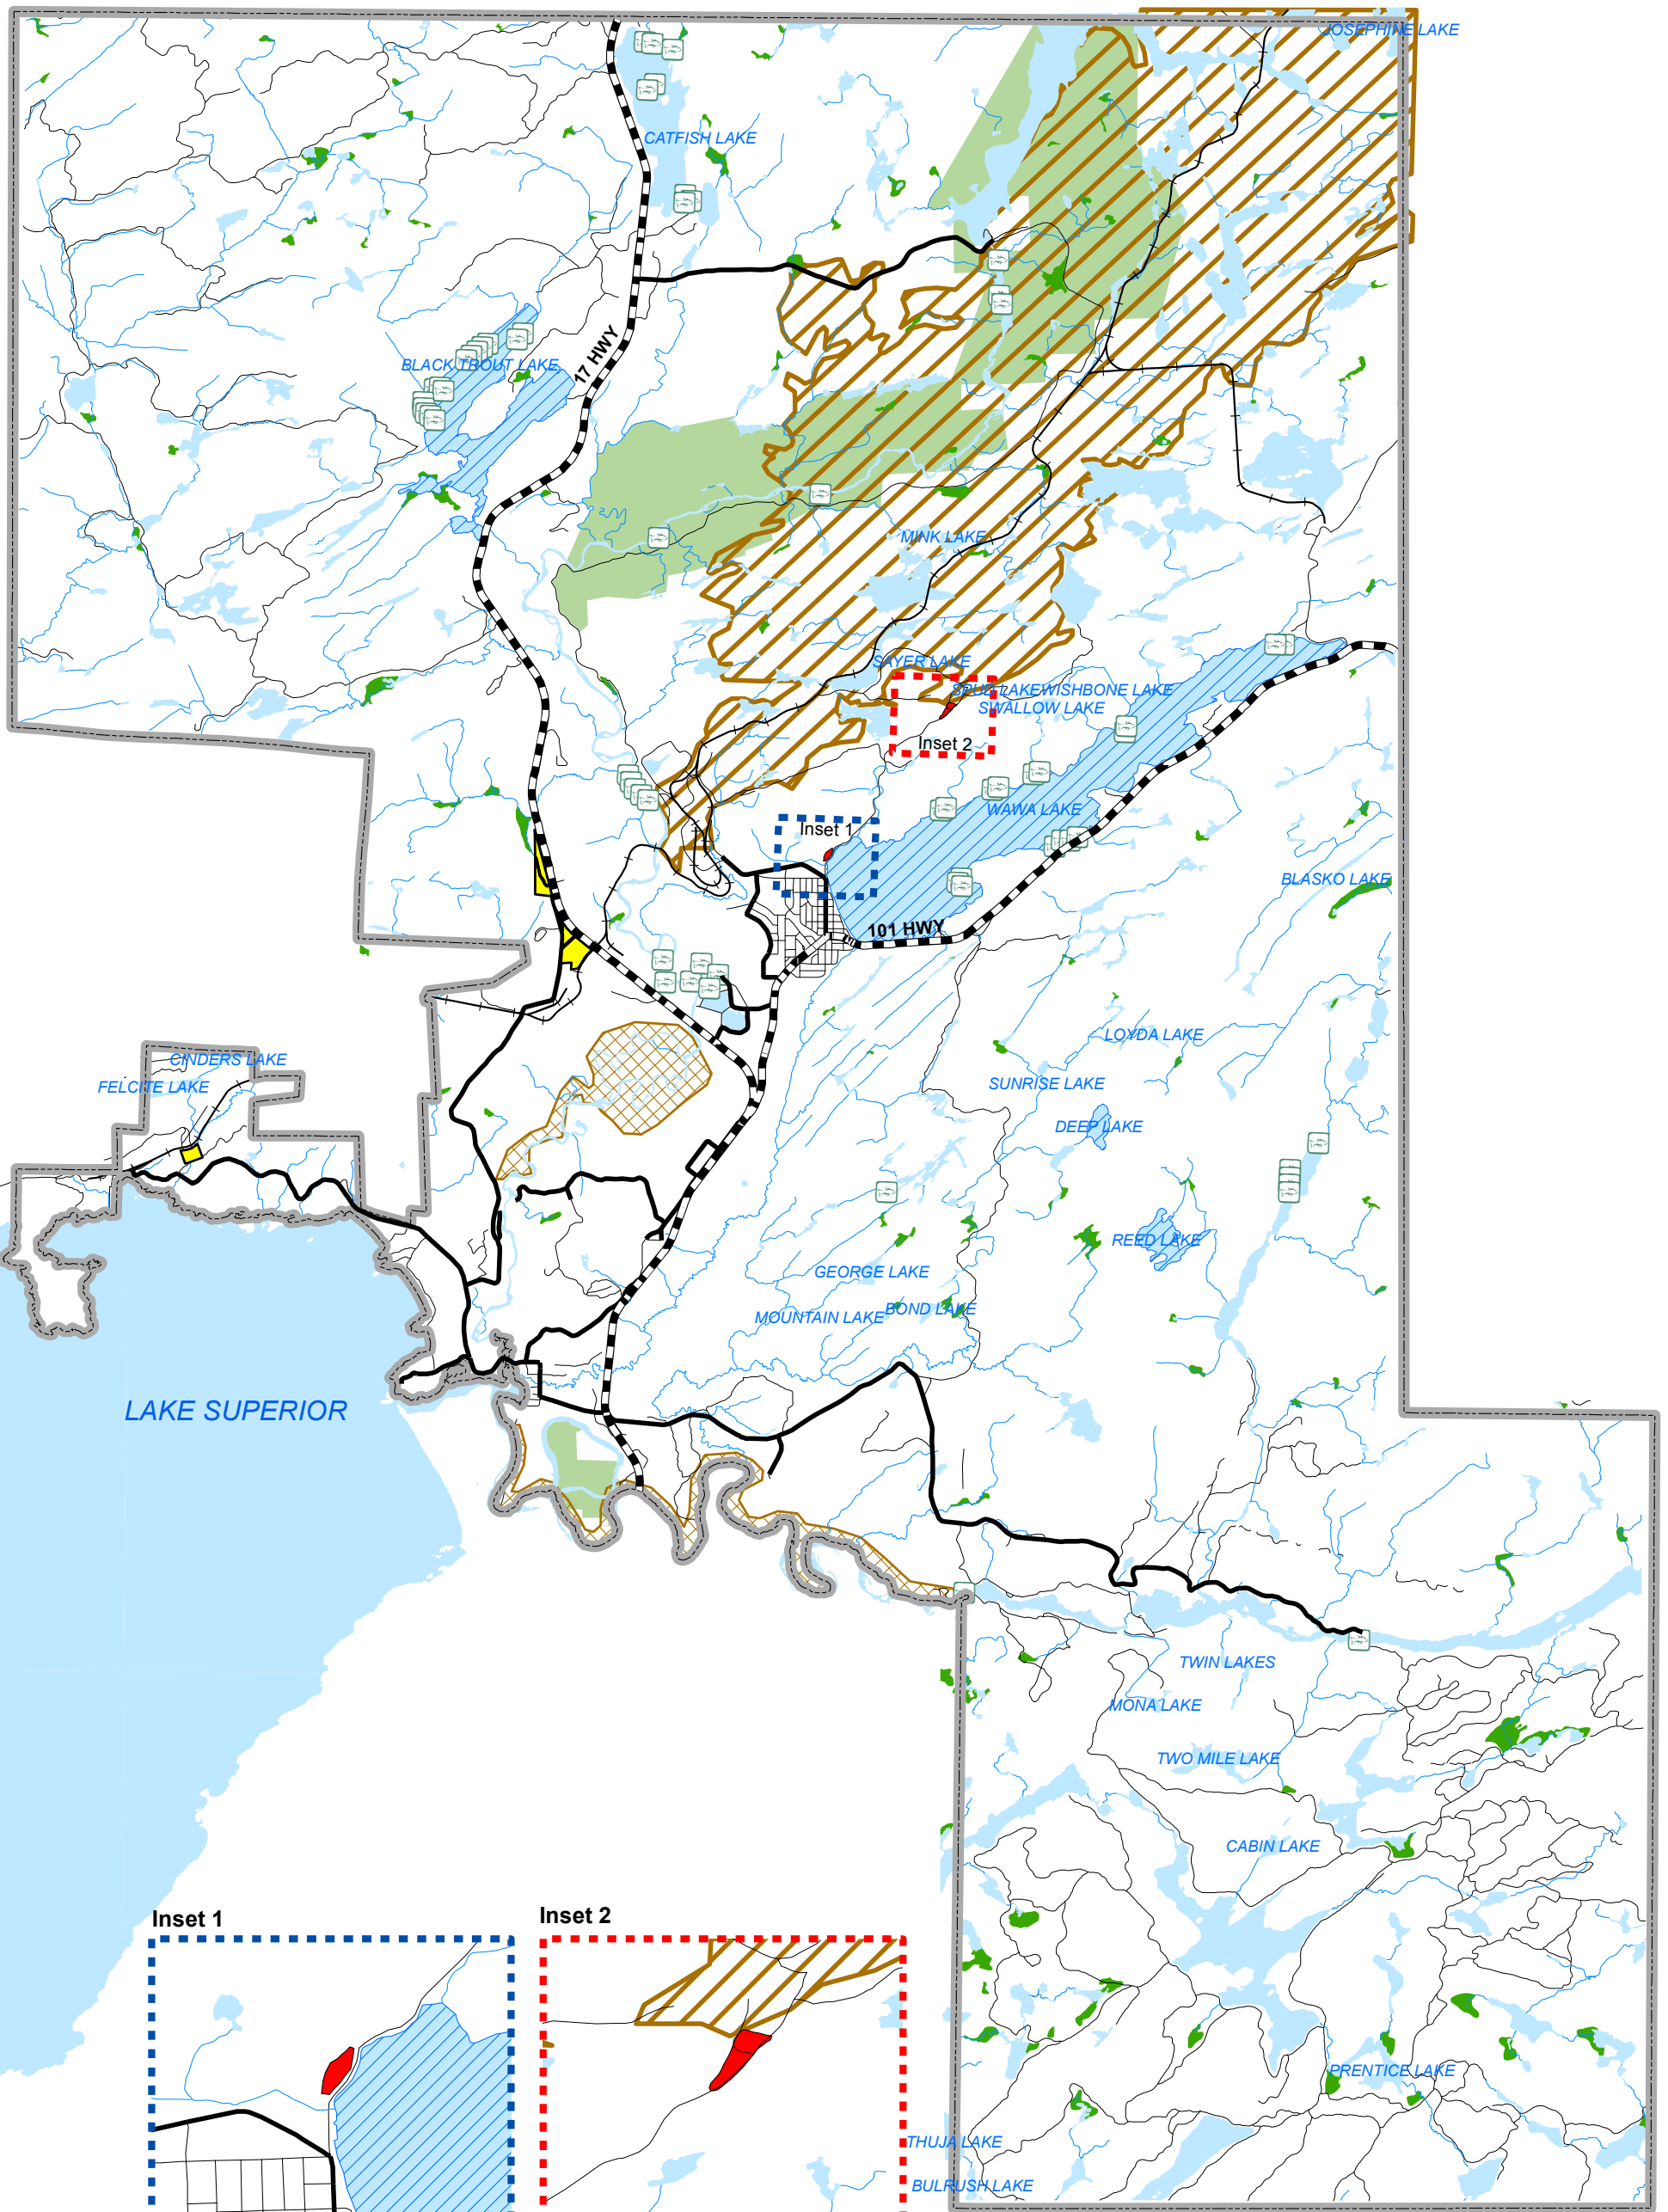 JOSEPHINE LAKE
CATFISH LAKE
17 HWY
BLACK TROUT LAKE
MINK LAKE
SAYER LAKE
SPUD LAKE
WISHBONE LAKE
SWALLOW LAKE
Inset 2
WAWA LAKE
Inset 1
BLASKO LAKE
101 HWY
LOYDA LAKE
CINDERS LAKE
FELCITE LAKE
SUNRISE LAKE
DEEP LAKE
REED LAKE
GEORGE LAKE
BOND LAKE
MOUNTAIN LAKE
LAKE SUPERIOR
TWIN LAKES
MONA LAKE
TWO MILE LAKE
CABIN LAKE
Inset 1
Inset 2
PRENTICE LAKE
THUJA LAKE
BULRUSH LAKE